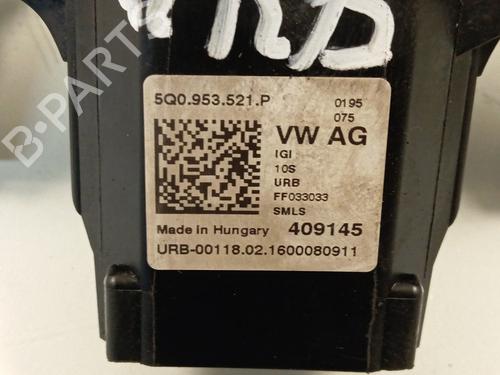 5Q0.953.521.P
0195
075
VW AG
IGI
10S
URB
FF033033
SMLS
Made in Hungary 409145
URB-00118.02.1600080911
B-PARTS